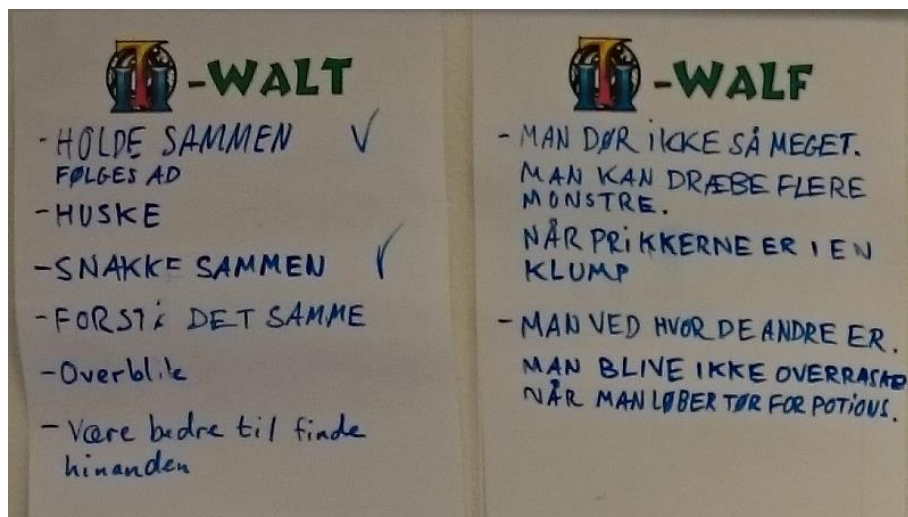 -WALT
- HOLDE SAMMEN ✓
FØLGES AD
- HUSKE
- SNAKKE SAMMEN ✓
- FORSTÅ DET SAMME
- Overblik
- Være bedre til finde
hinanden
-WALF
- MAN DØR IKKE SÅ MEGET.
MAN KAN DRÆBE FLERE
MONSTRE.
NÅR PRIKKERNE ER I EN
KLUMP
- MAN VED HVOR DE ANDRE ER.
MAN BLIVE IKKE OVERRASKE
NÅR MAN LØBER TØR FOR POTIONS.